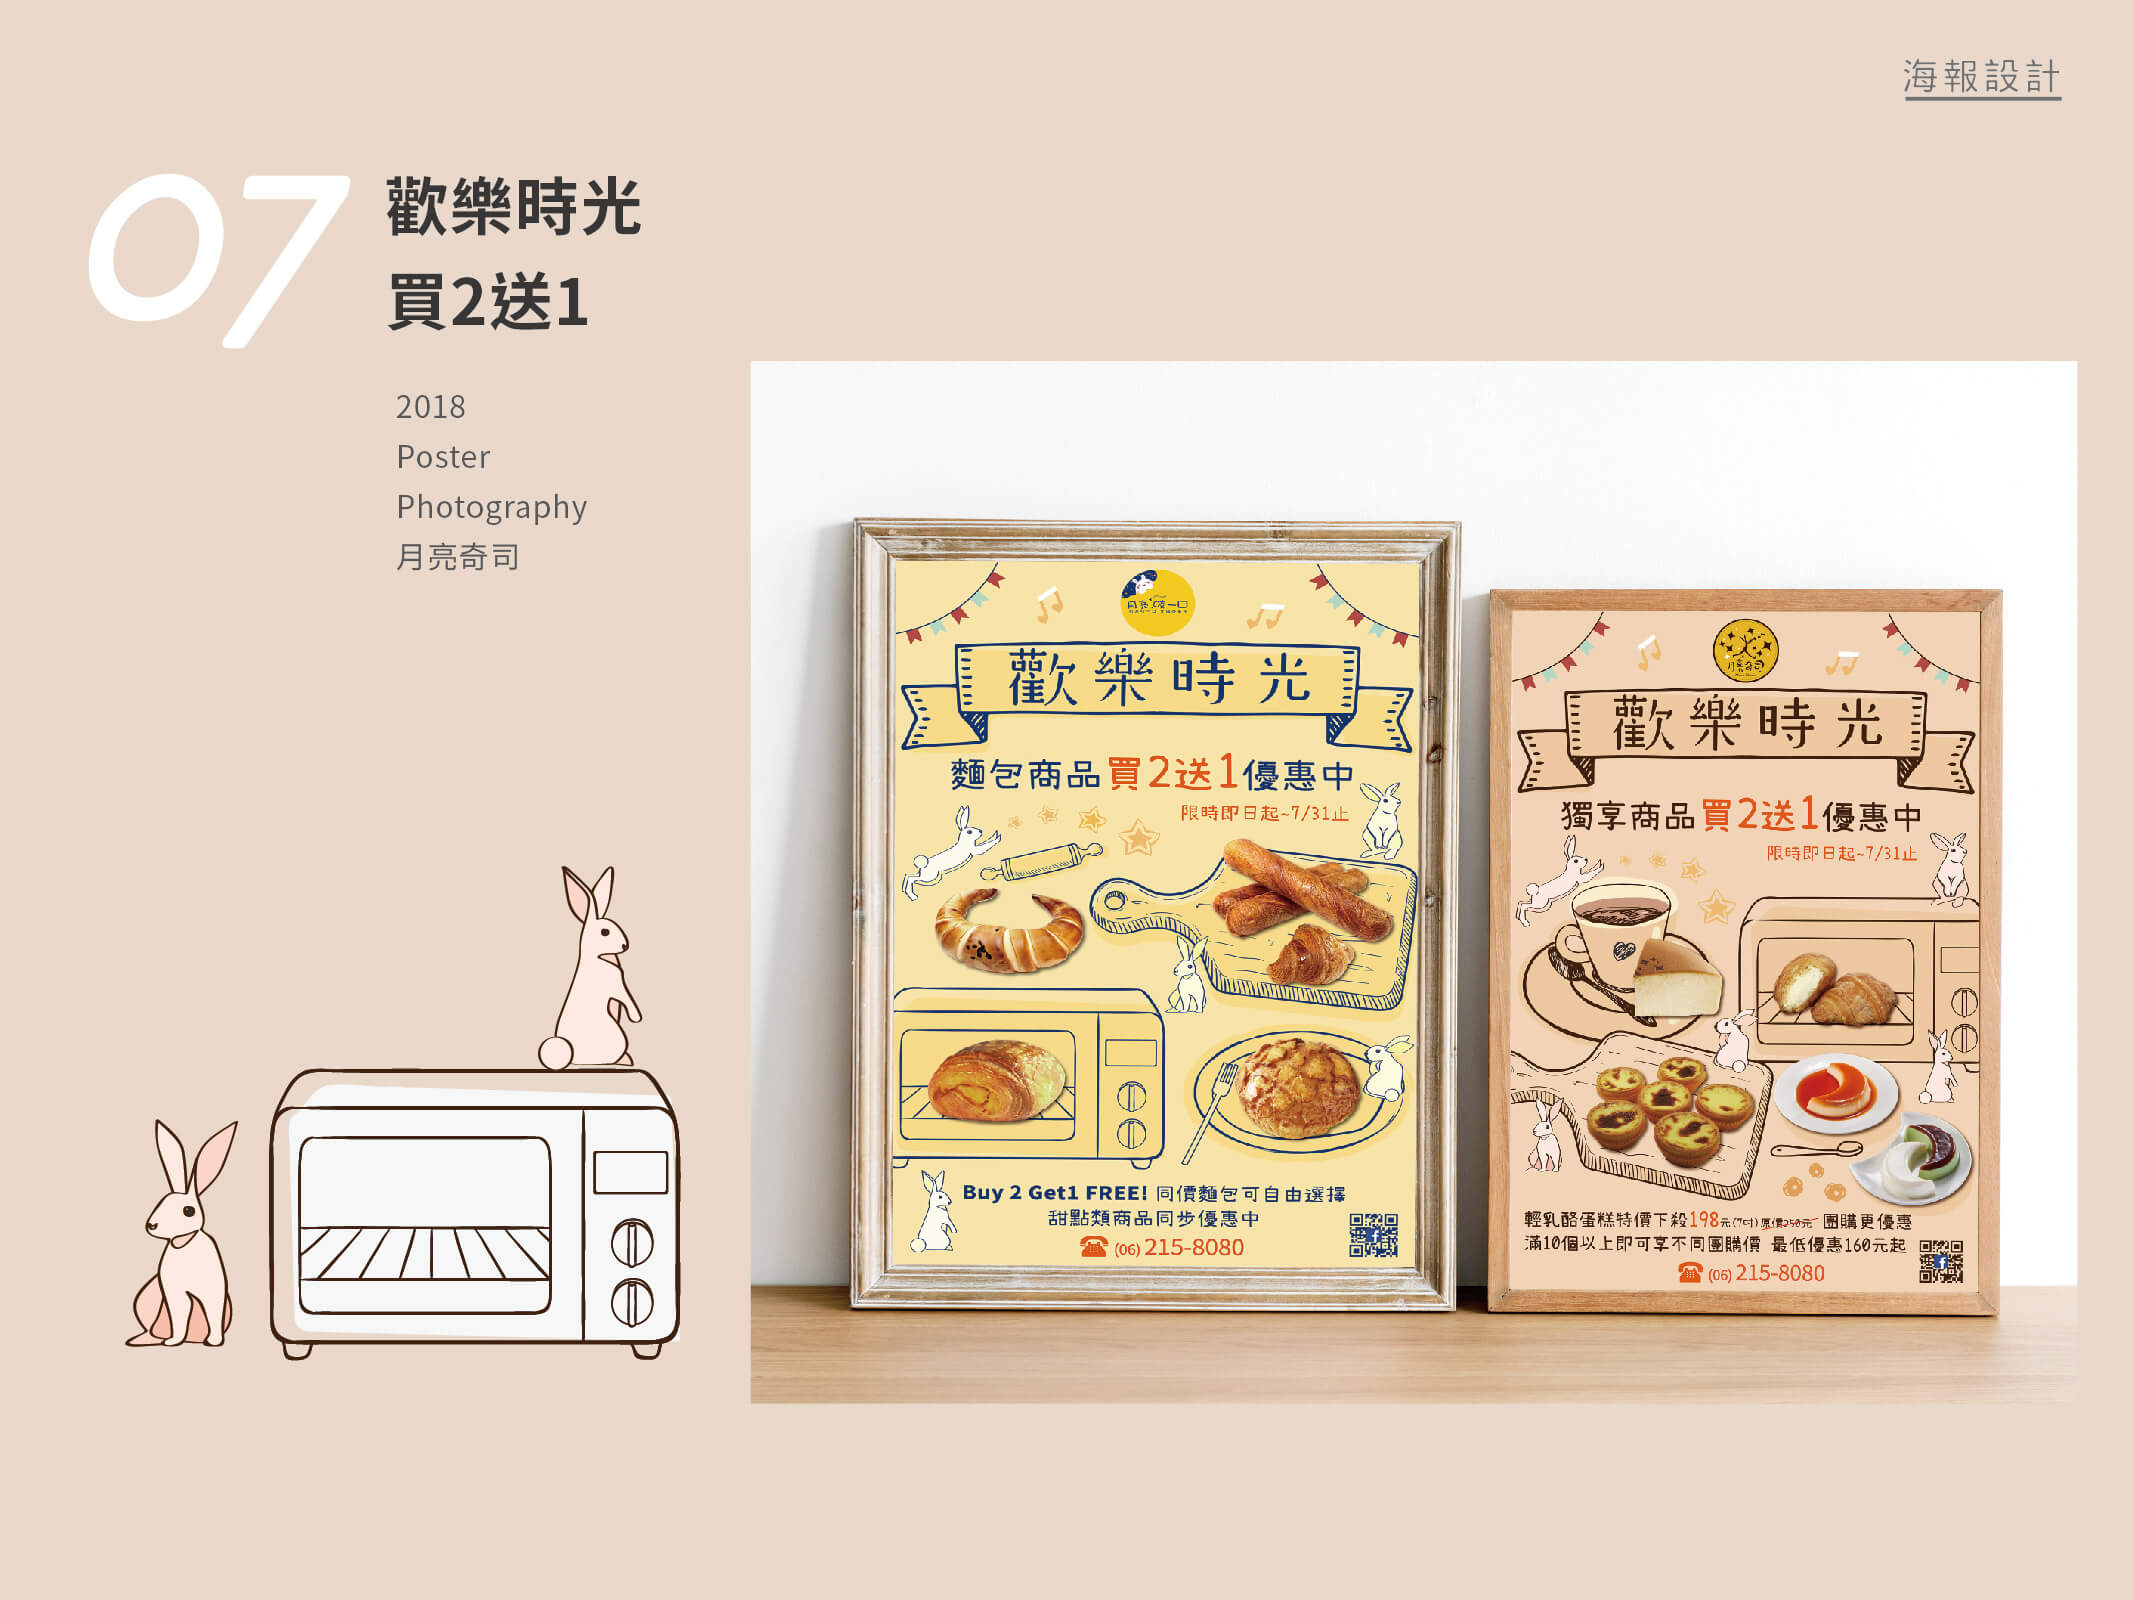 海報設計
07
歡樂時光
買2送1
2018
Poster
Photography
月亮奇司
歡樂時光
麵包商品買2送1優惠中
限時即日起~7/31止
Buy 2 Get1 FREE! 同價麵包可自由選擇
甜點類商品同步優惠中
(06) 215-8080
月亮奇司
歡樂時光
獨享商品買2送1優惠中
限時即日起~7/31止
輕乳酪蛋糕特價下殺198元(7吋) 原價250元 團購更優惠
滿10個以上即可享不同團購價 最低優惠160元起
(06) 215-8080